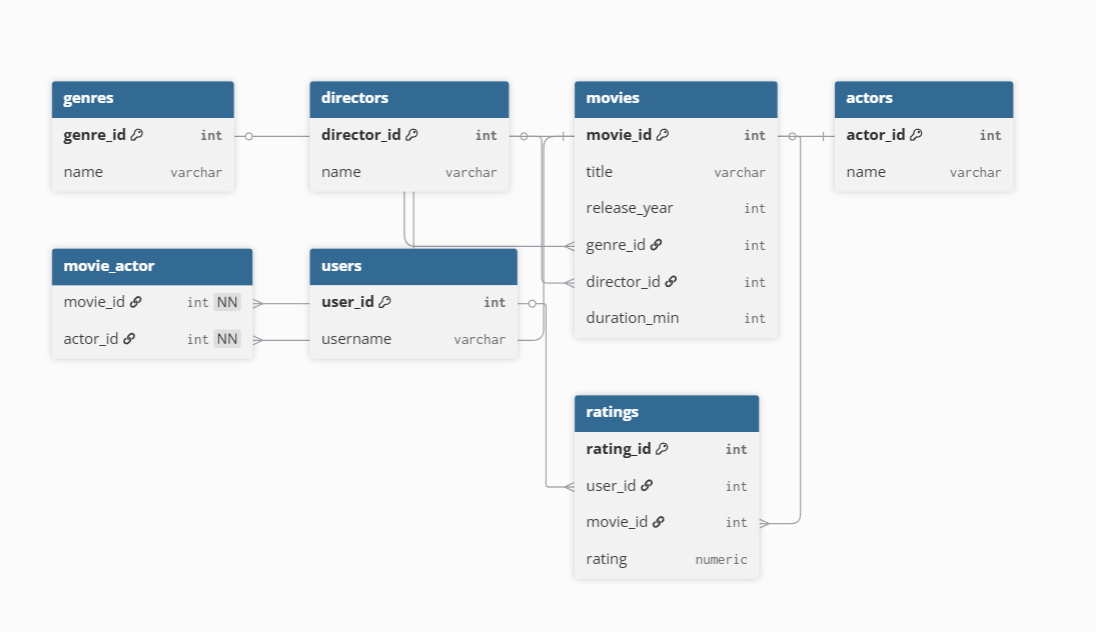 genres
genre_id int
name varchar
directors
director_id int
name varchar
movies
movie_id int
title varchar
release_year int
genre_id int
director_id int
duration_min int
actors
actor_id int
name varchar
movie_actor
movie_id int NN
actor_id int NN
users
user_id int
username varchar
ratings
rating_id int
user_id int
movie_id int
rating numeric